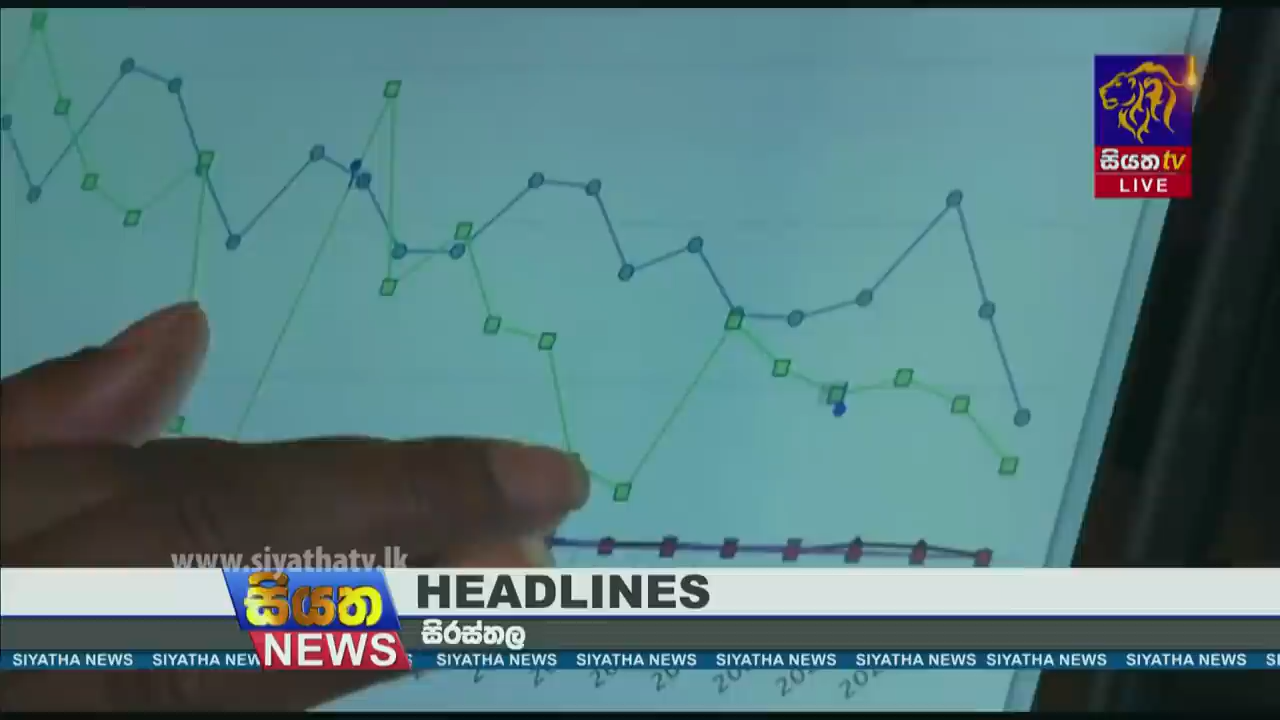 සියත tv
LIVE
www.siyathatv.lk
සියත
NEWS
HEADLINES
සිරස්තල
SIYATHA NEWS SIYATHA NEWS SIYATHA NEWS SIYATHA NEWS SIYATHA NEWS SIYATHA NEWS SIYATHA NEWS SIYATHA NEWS